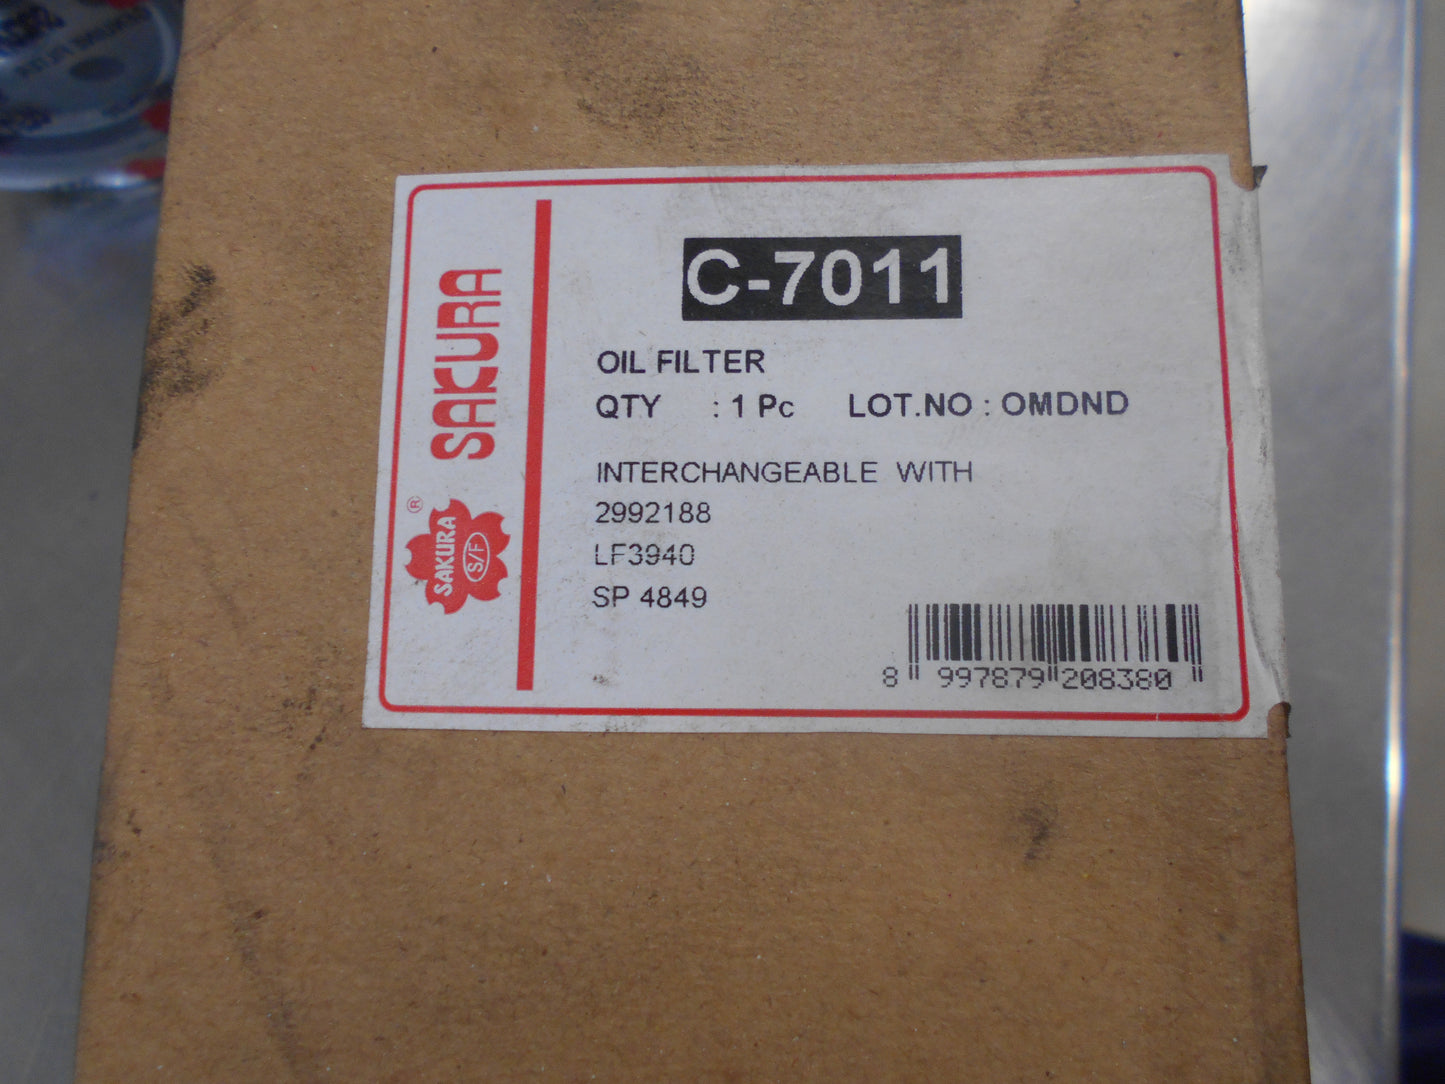 C-7011
OIL FILTER
QTY : 1 Pc LOT.NO : OMDND
INTERCHANGEABLE WITH
2992188
LF3940
SP 4849
8 997879 208380
SAKURA
®
SAKURA
S/F